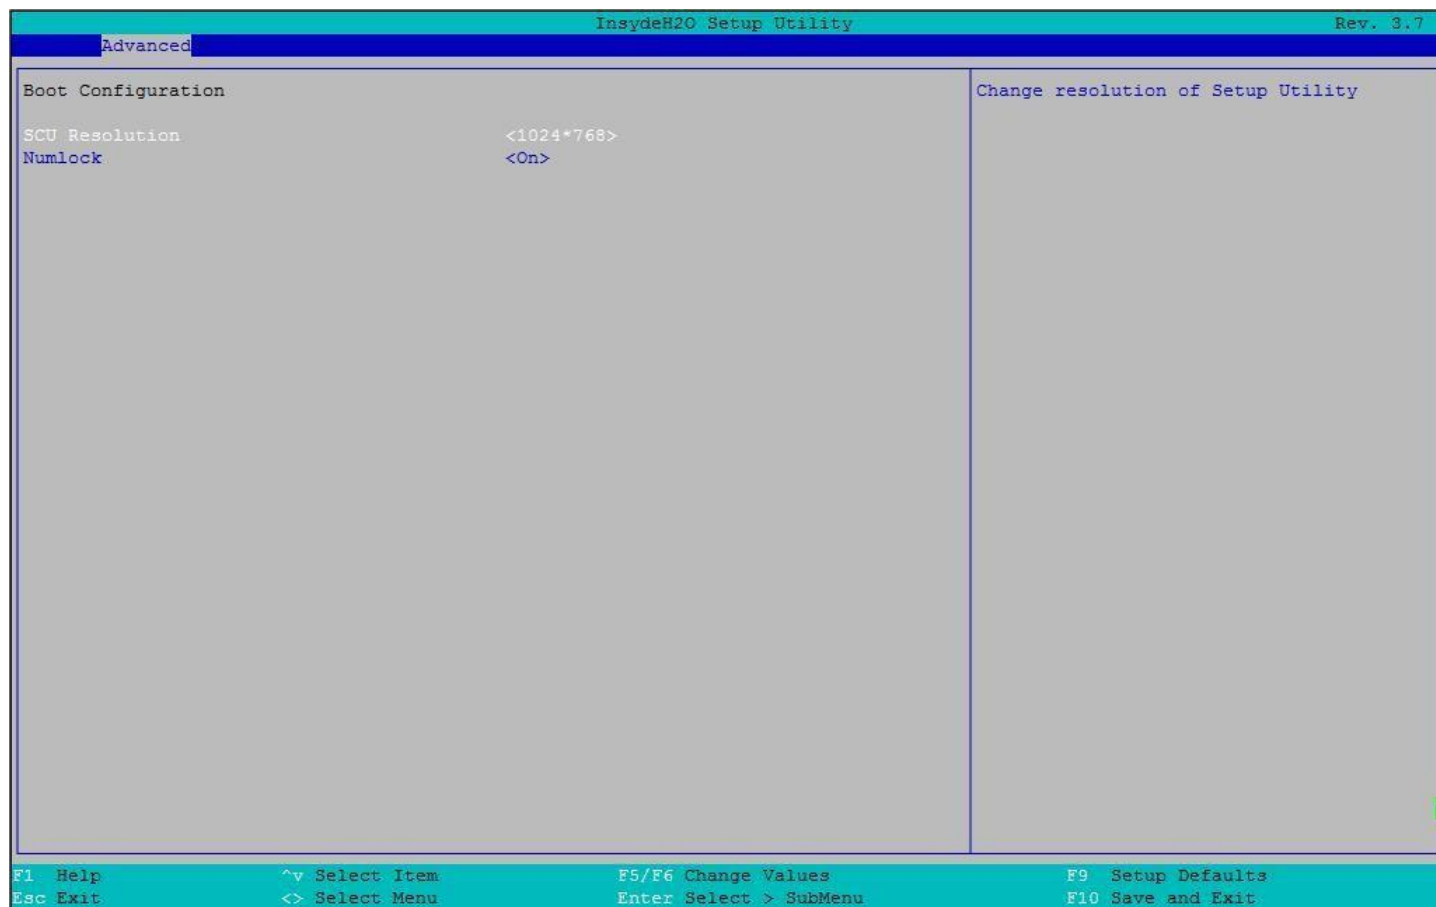 InsydeH2O Setup Utility Rev. 3.7
Advanced
Boot Configuration
Change resolution of Setup Utility
SCU Resolution <1024*768>
Numlock <On>
F1 Help ^v Select Item F5/F6 Change Values F9 Setup Defaults
Esc Exit <> Select Menu Enter Select > SubMenu F10 Save and Exit